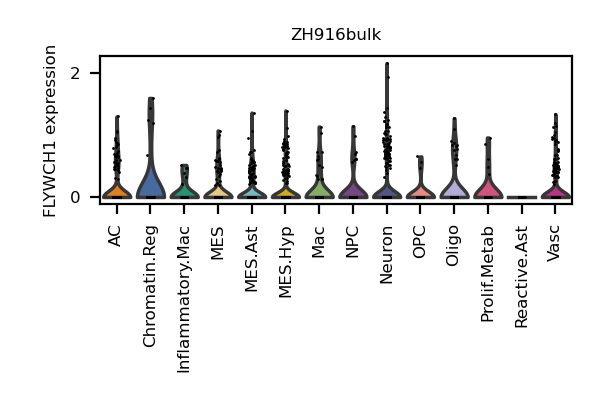 ZH916bulk
FLYWCH1 expression
2
0
AC
Chromatin.Reg
Inflammatory.Mac
MES
MES.Ast
MES.Hyp
Mac
NPC
Neuron
OPC
Oligo
Prolif.Metab
Reactive.Ast
Vasc